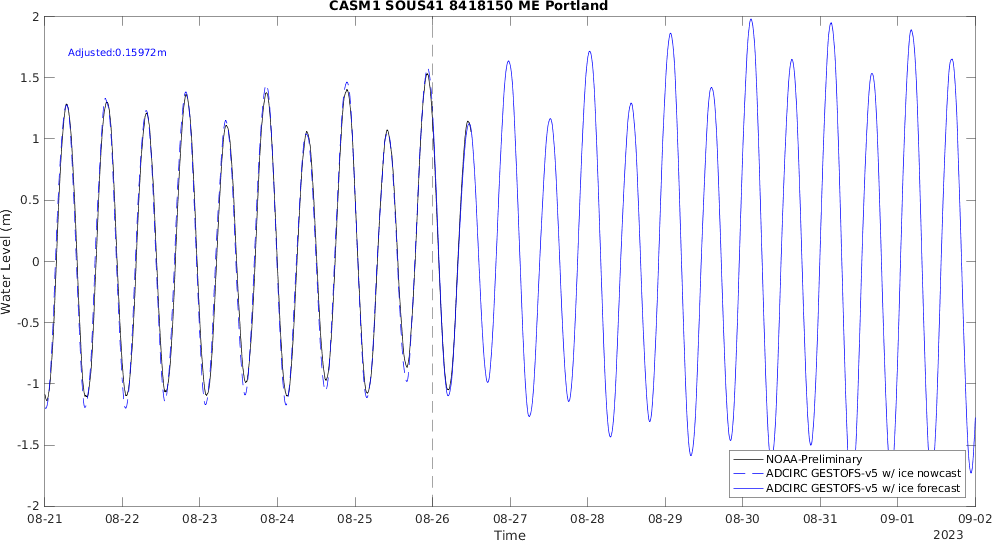 CASM1 SOUS41 8418150 ME Portland
Adjusted:0.15972m
Water Level (m)
2
1.5
1
0.5
0
-0.5
-1
-1.5
-2
NOAA-Preliminary
ADCIRC GESTOFS-v5 w/ ice nowcast
ADCIRC GESTOFS-v5 w/ ice forecast
08-21 08-22 08-23 08-24 08-25 08-26 08-27 08-28 08-29 08-30 08-31 09-01 09-02
Time
2023